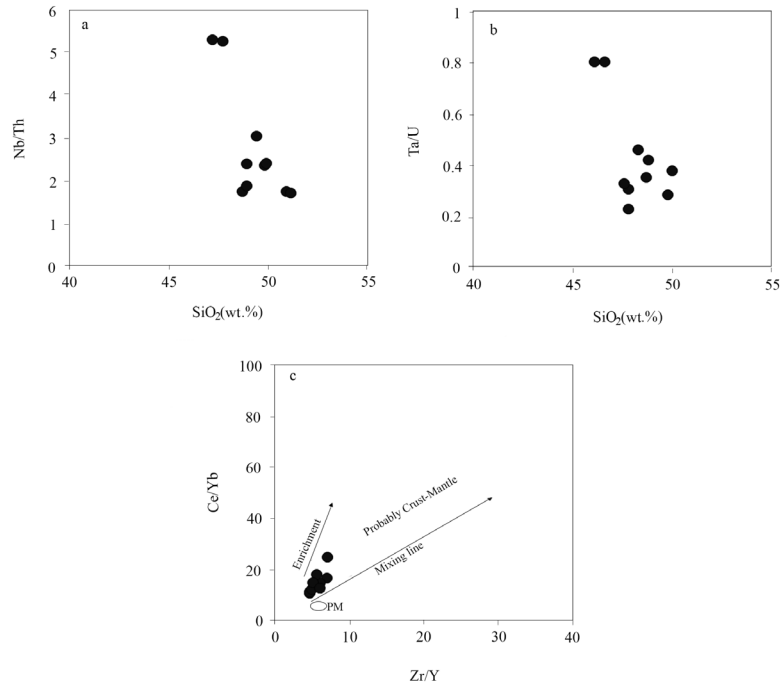 a
6
5
4
3
2
1
0
Nb/Th
40
45
50
55
SiO₂(wt.%)
b
1
0.8
0.6
0.4
0.2
0
Ta/U
40
45
50
55
SiO₂(wt.%)
c
100
80
60
40
20
0
Ce/Yb
Enrichment
Probably Crust-Mantle
Mixing line
PM
0
10
20
30
40
Zr/Y